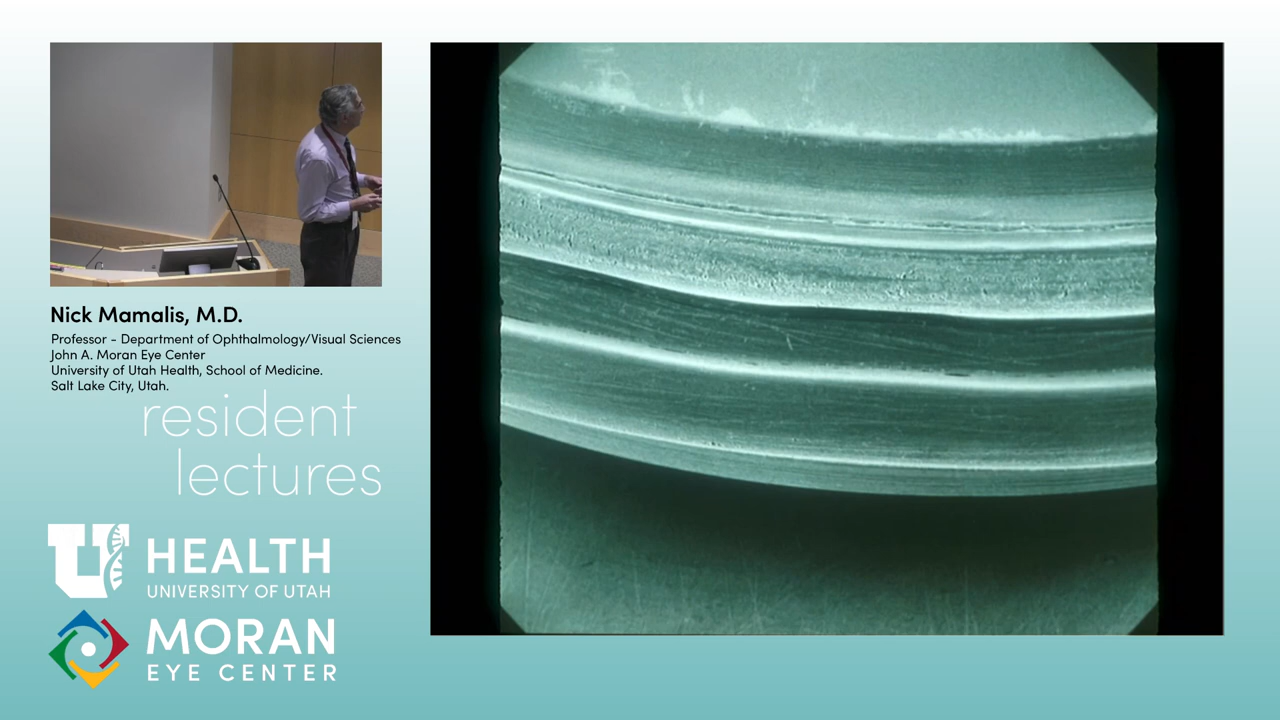 Nick Mamalis, M.D.
Professor - Department of Ophthalmology/Visual Sciences
John A. Moran Eye Center
University of Utah Health, School of Medicine.
Salt Lake City, Utah.
resident
lectures
U HEALTH
UNIVERSITY OF UTAH
MORAN
EYE CENTER